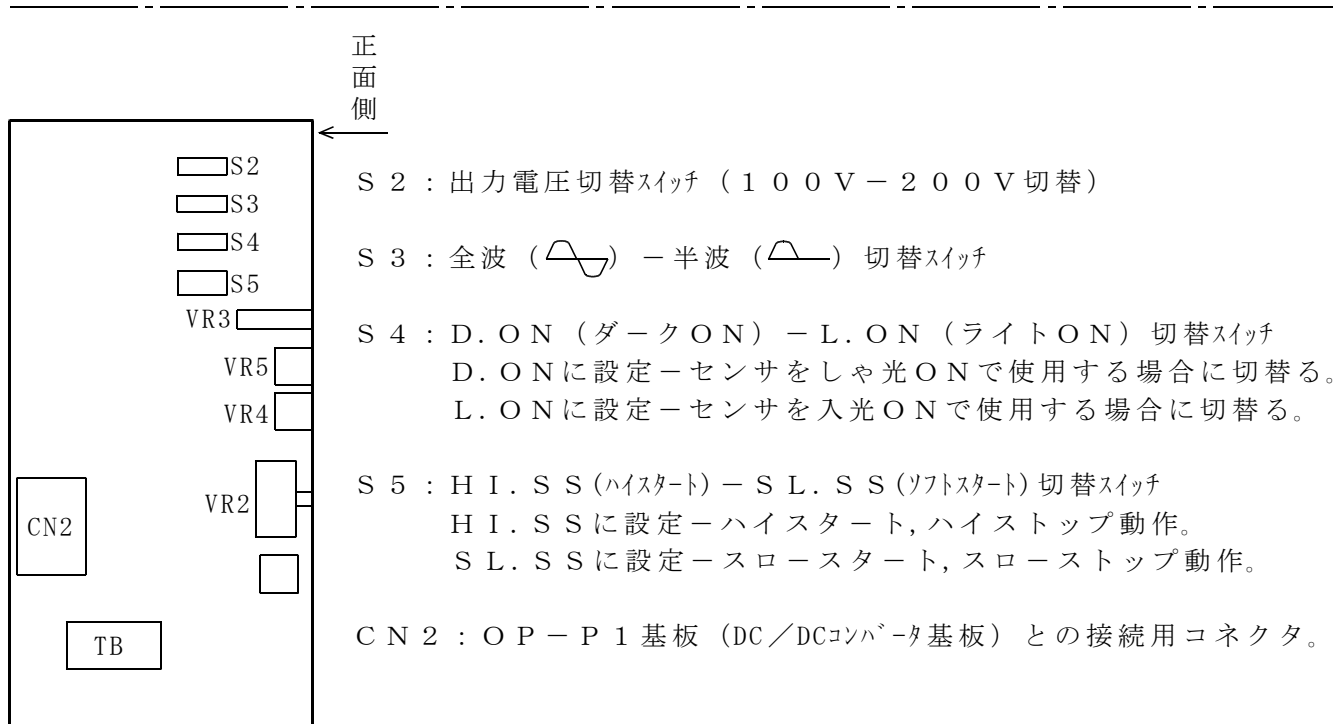 正面側
S2
S3
S4
S5
VR3
VR5
VR4
VR2
CN2
TB
S2:出力電圧切替ｽｲｯﾁ(100V-200V切替)
S3:全波()-半波()切替ｽｲｯﾁ
S4:D.ON(ダークON)-L.ON(ライトON)切替ｽｲｯﾁ
D.ONに設定-センサをしゃ光ONで使用する場合に切替る。
L.ONに設定-センサを入光ONで使用する場合に切替る。
S5:HI.SS(ﾊｲｽﾀｰﾄ)-SL.SS(ｿﾌﾄｽﾀｰﾄ)切替ｽｲｯﾁ
HI.SSに設定-ハイスタート,ハイストップ動作。
SL.SSに設定-スロースタート,スローストップ動作。
CN2:OP-P1基板(DC/DCｺﾝﾊﾞｰﾀ基板)との接続用コネクタ。